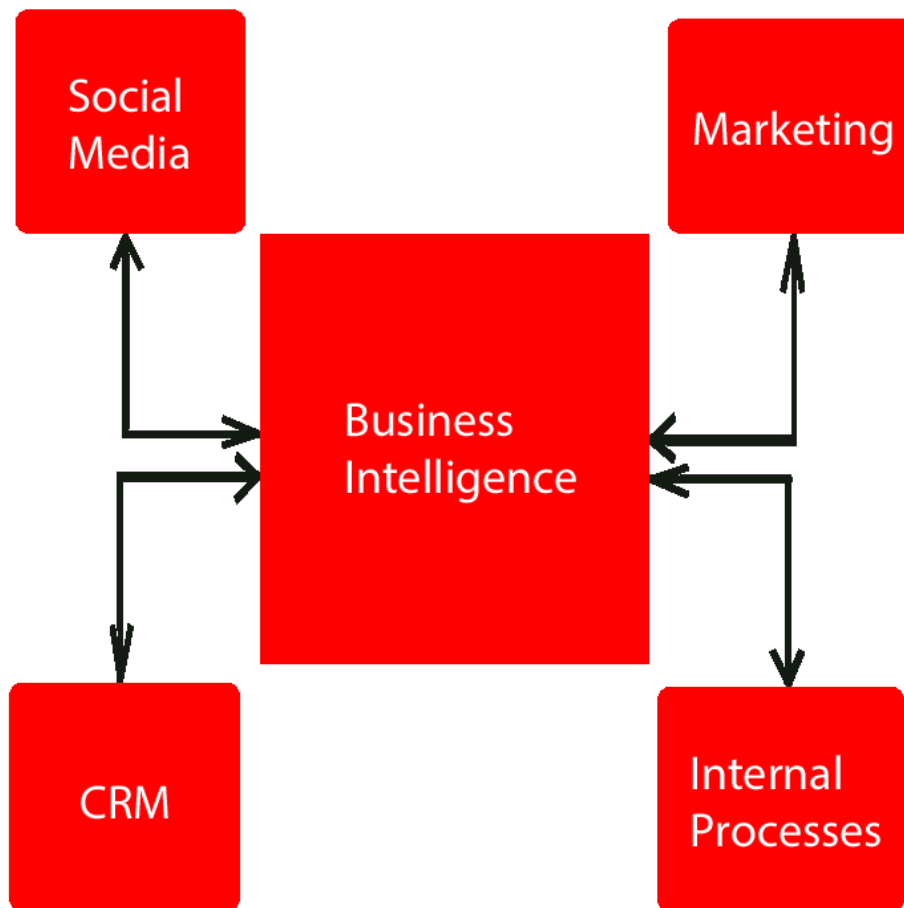 Social
Media
Marketing
Business
Intelligence
CRM
Internal
Processes